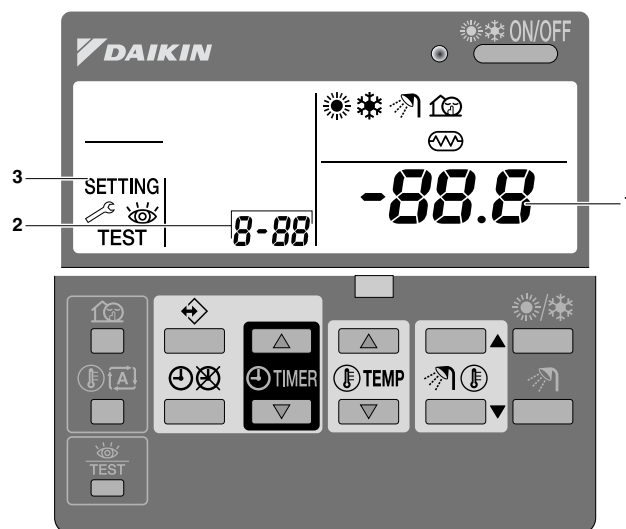 DAIKIN
ON/OFF
3
SETTING
-88.8
2
8-88
TEST
TIMER
TEMP
A
TEST